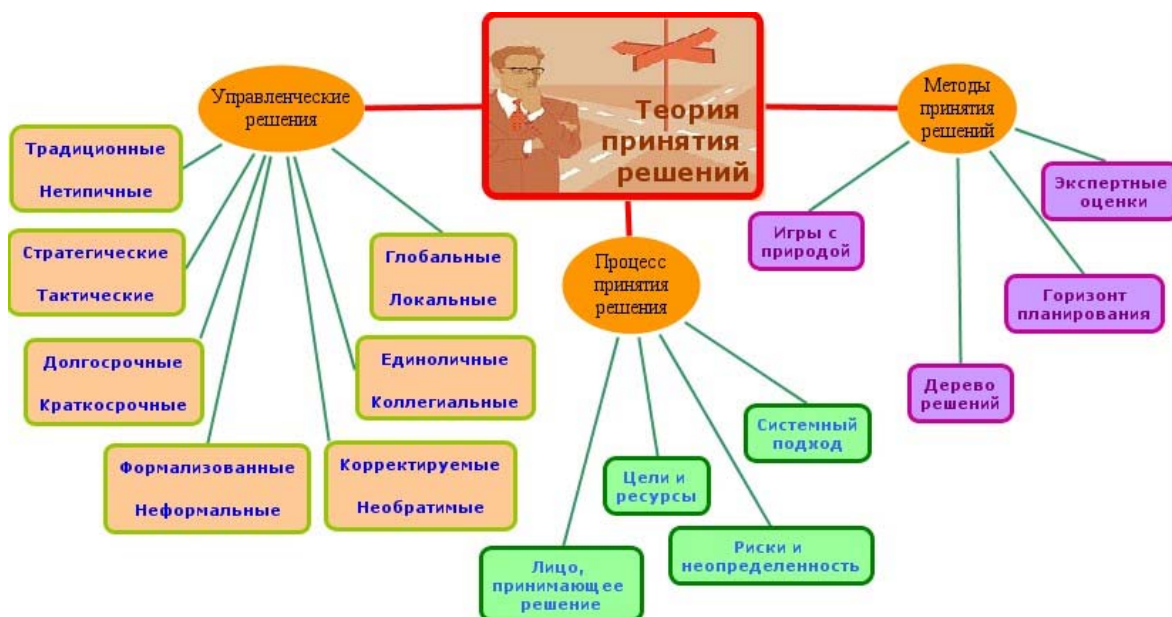 Теория
принятия
решений
Управленческие
решения
Традиционные
Нетипичные
Стратегические
Тактические
Долгосрочные
Краткосрочные
Формализованные
Неформальные
Корректируемые
Необратимые
Единоличные
Коллегиальные
Глобальные
Локальные
Процесс
принятия
решения
Лицо,
принимающее
решение
Цели и
ресурсы
Риски и
неопределенность
Системный
подход
Методы
принятия
решений
Игры с
природой
Дерево
решений
Горизонт
планирования
Экспертные
оценки